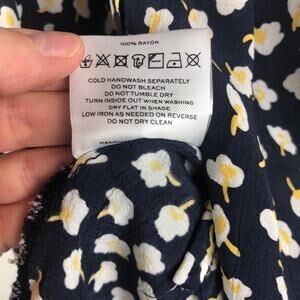 100% RAYON
COLD HANDWASH SEPARATELY
DO NOT BLEACH
DO NOT TUMBLE DRY
TURN INSIDE OUT WHEN WASHING
DRY FLAT IN SHADE
LOW IRON AS NEEDED ON REVERSE
DO NOT DRY CLEAN